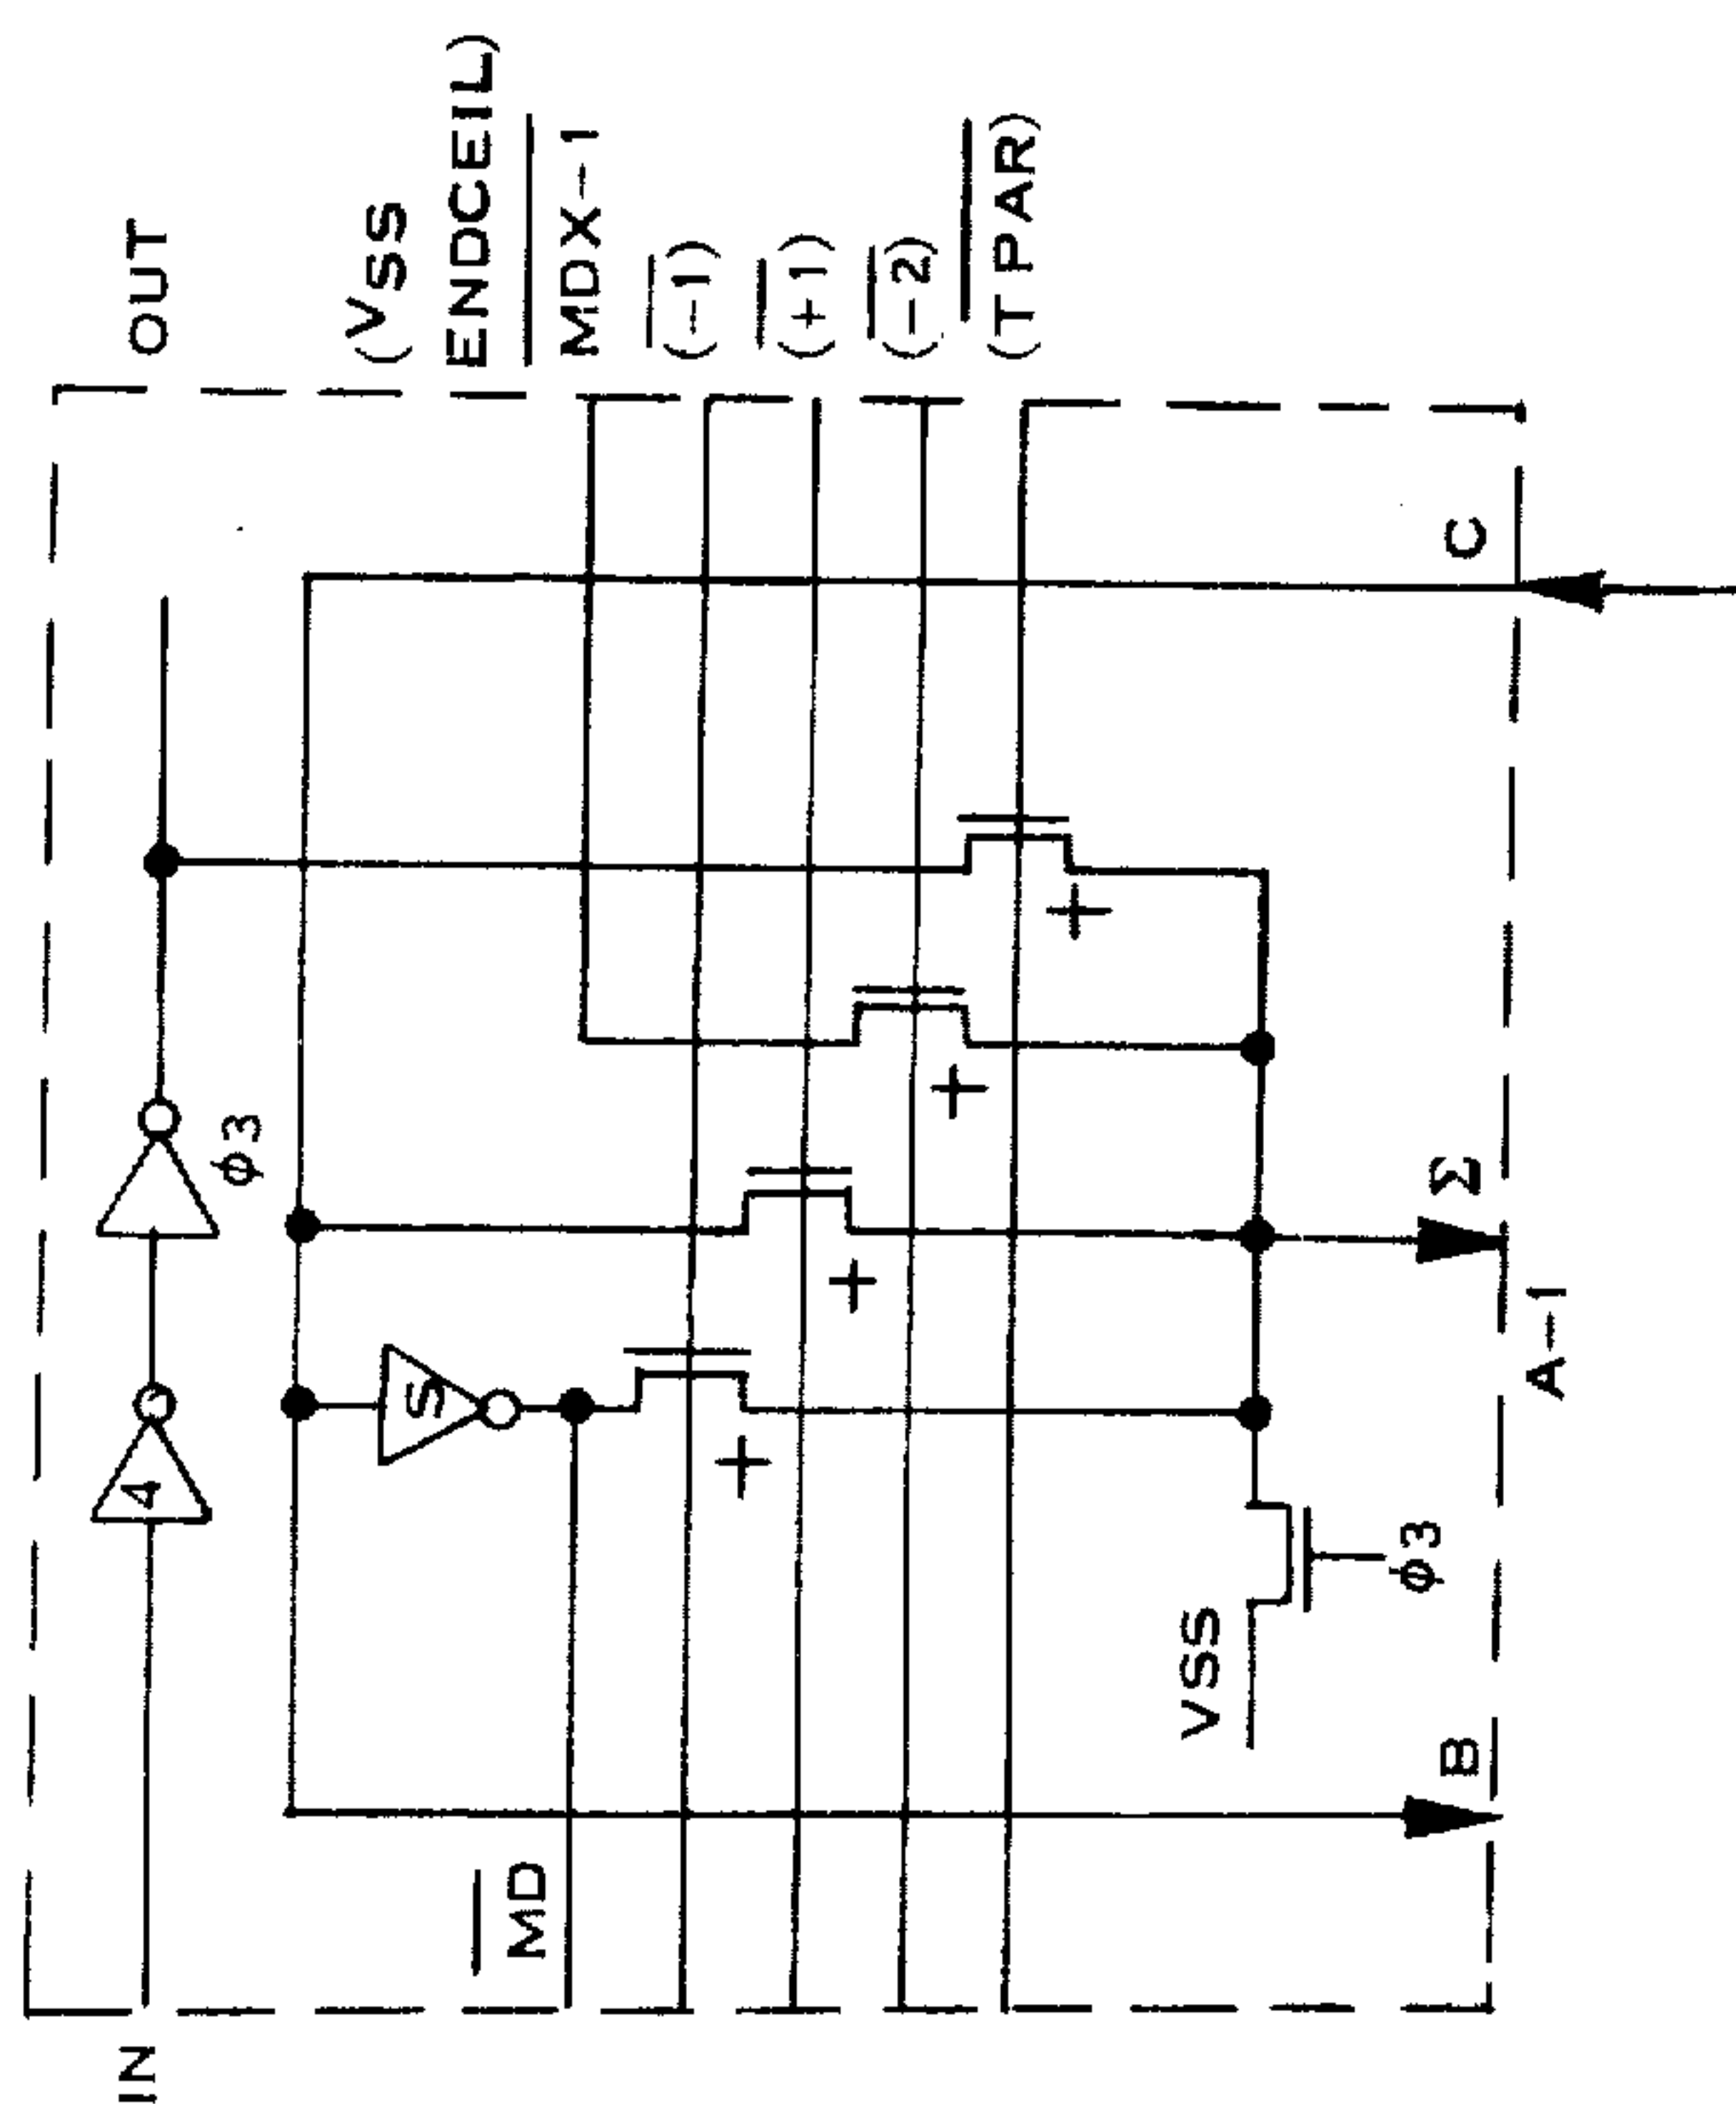 OUT
(VSS
ENDCEIL)
MDX-1
(-1)
(+1)
(-2)
(TPAR)
C
φ3
4
S
Σ
A-1
φ3
VSS
B
MD
IN